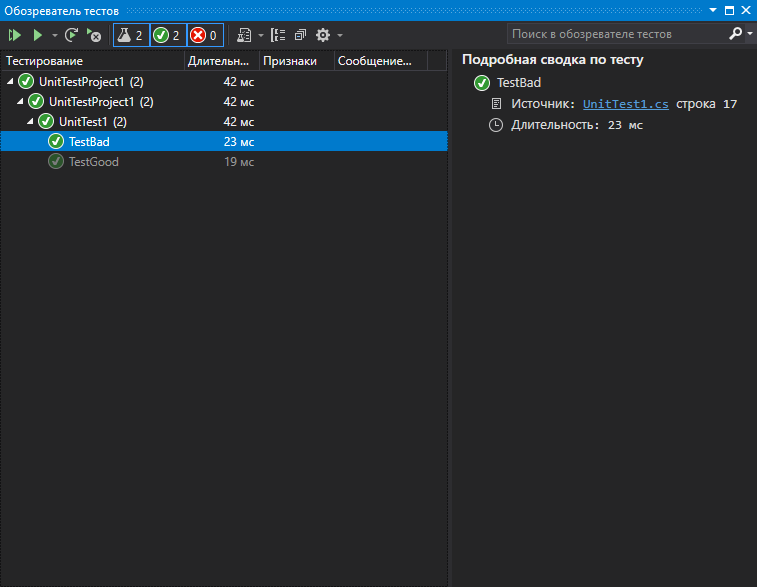 Обозреватель тестов
2 2 0 Поиск в обозревателе тестов
Тестирование Длительн... Признаки Сообщение...
UnitTestProject1 (2) 42 мс
UnitTestProject1 (2) 42 мс
UnitTest1 (2) 42 мс
TestBad 23 мс
TestGood 19 мс
Подробная сводка по тесту
TestBad
Источник: UnitTest1.cs строка 17
Длительность: 23 мс